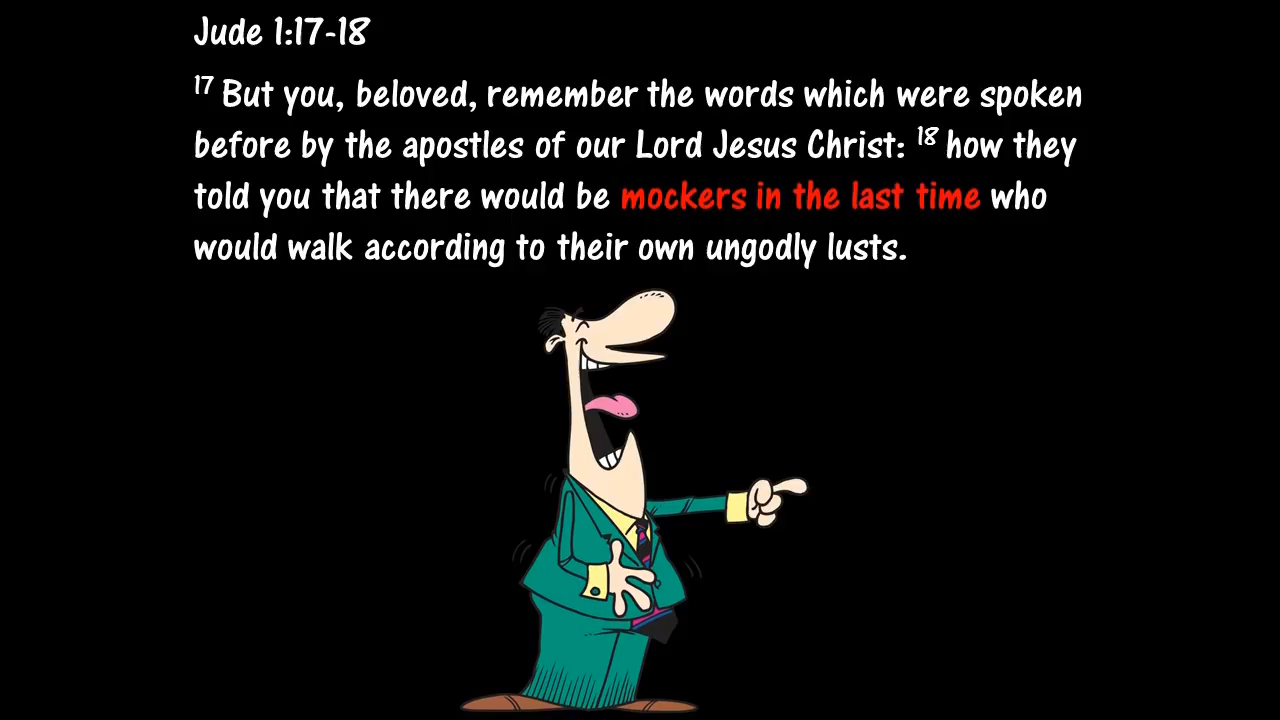 Jude 1:17-18
17 But you, beloved, remember the words which were spoken
before by the apostles of our Lord Jesus Christ: 18 how they
told you that there would be mockers in the last time who
would walk according to their own ungodly lusts.